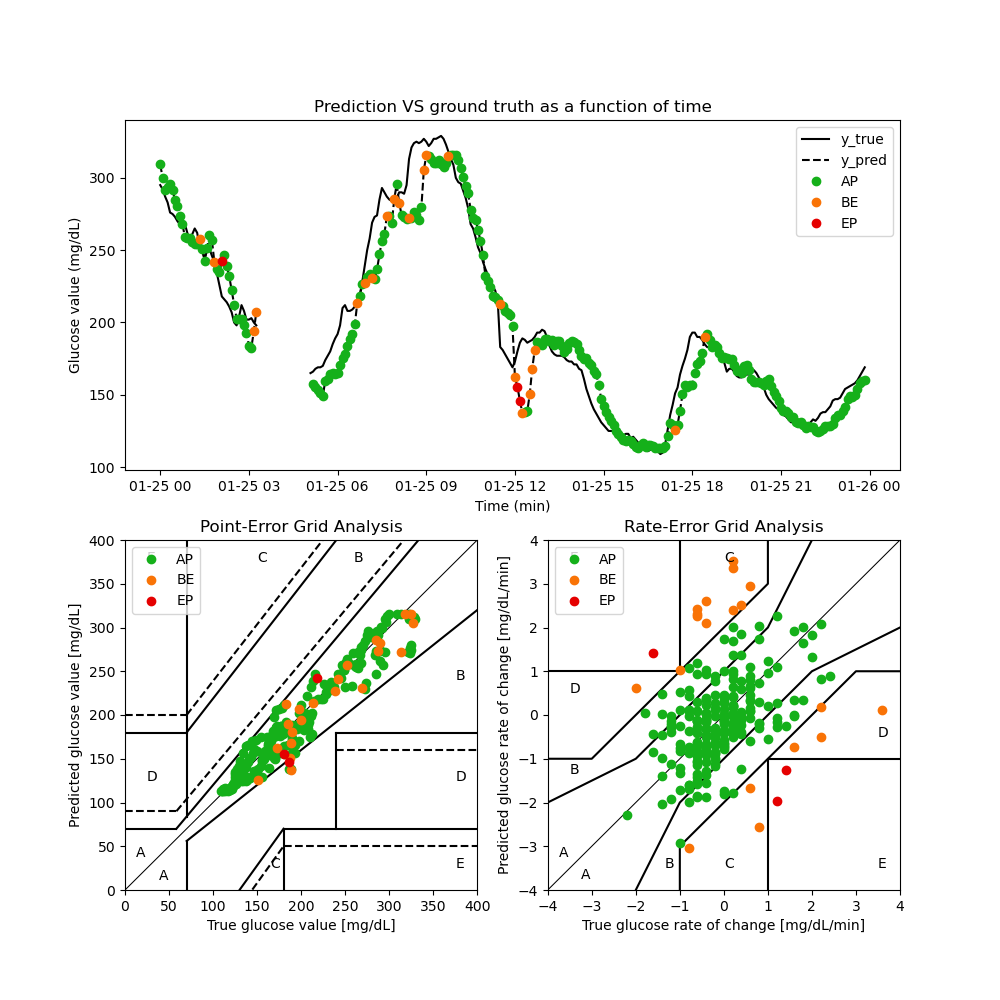 Prediction VS ground truth as a function of time
Glucose value (mg/dL)
300
250
200
150
100
y_true
y_pred
AP
BE
EP
01-25 00 01-25 03 01-25 06 01-25 09 01-25 12 01-25 15 01-25 18 01-25 21 01-26 00
Time (min)
Point-Error Grid Analysis
Predicted glucose value [mg/dL]
400
350
300
250
200
150
100
50
0
AP
BE
EP
C
B
B
D
D
A
A
C
E
0 50 100 150 200 250 300 350 400
True glucose value [mg/dL]
Rate-Error Grid Analysis
Predicted glucose rate of change [mg/dL/min]
4
3
2
1
0
−1
−2
−3
−4
AP
BE
EP
C
D
D
B
A
A
B
C
E
−4 −3 −2 −1 0 1 2 3 4
True glucose rate of change [mg/dL/min]